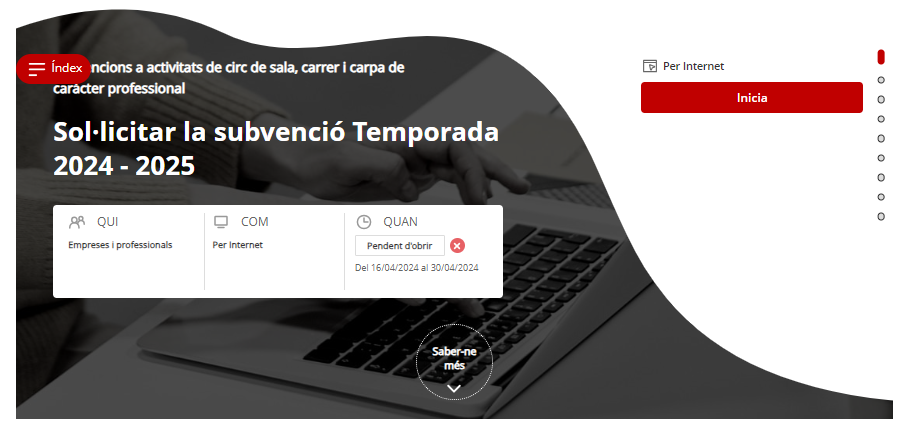 Índex
ncions a activitats de circ de sala, carrer i carpa de
caràcter professional
Sol·licitar la subvenció Temporada
2024 - 2025
QUI
Empreses i professionals
COM
Per Internet
QUAN
Pendent d'obrir
Del 16/04/2024 al 30/04/2024
Saber-ne
més
Per Internet
Inicia